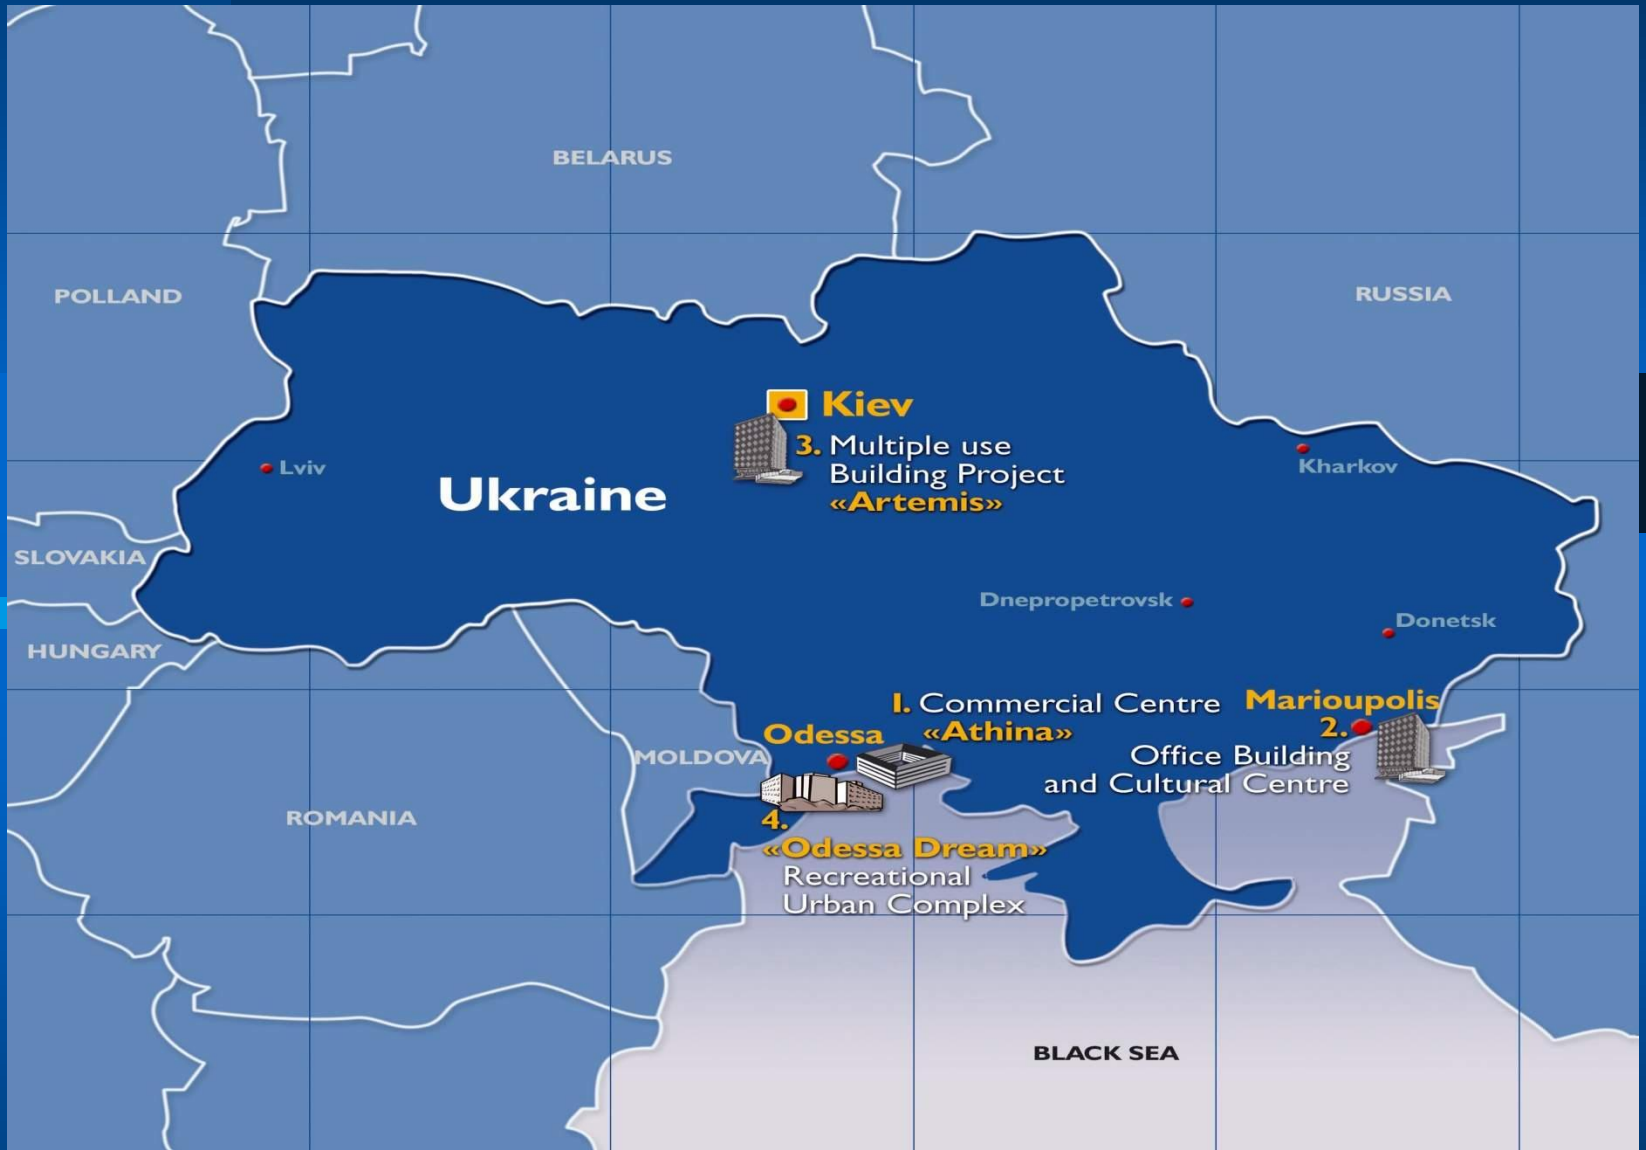 BELARUS
POLLAND
RUSSIA
Kiev
3. Multiple use
Building Project
«Artemis»
Lviv
Ukraine
Kharkov
SLOVAKIA
Dnepropetrovsk
Donetsk
HUNGARY
1. Commercial Centre
«Athina»
Marioupolis
2.
Office Building
and Cultural Centre
Odessa
MOLDOVA
ROMANIA
4.
«Odessa Dream»
Recreational
Urban Complex
BLACK SEA